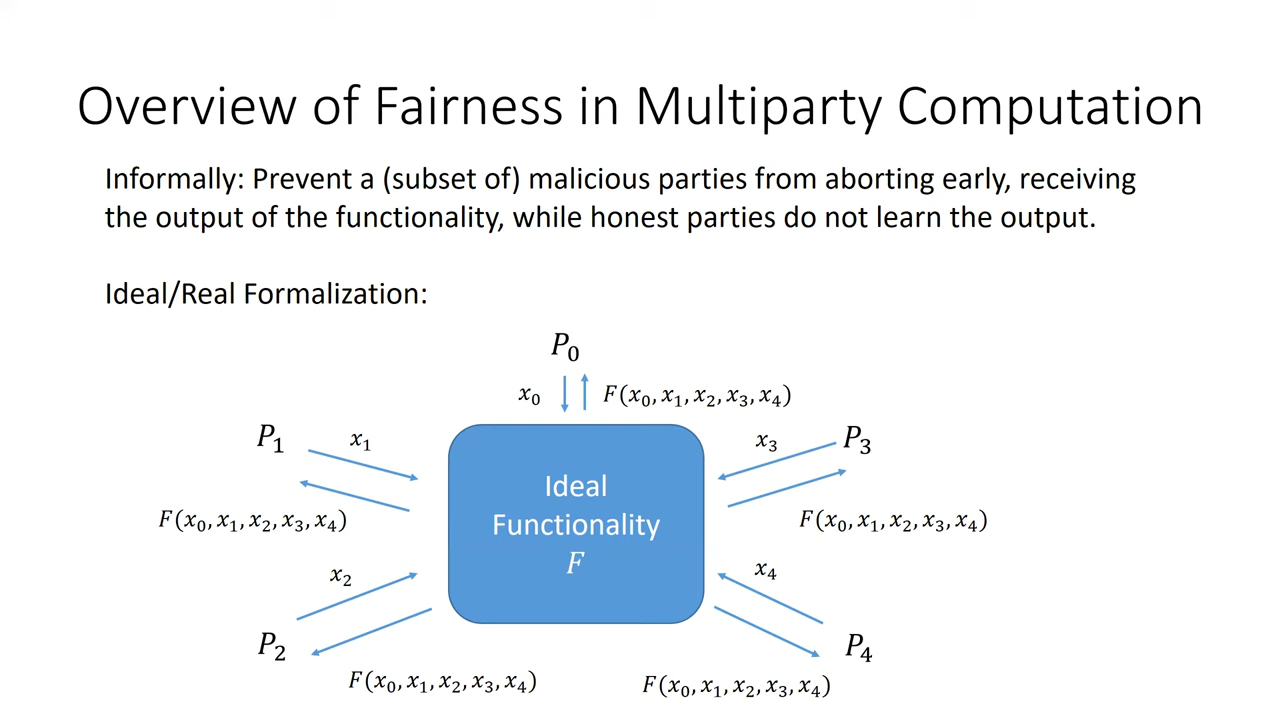 Overview of Fairness in Multiparty Computation
Informally: Prevent a (subset of) malicious parties from aborting early, receiving
the output of the functionality, while honest parties do not learn the output.
Ideal/Real Formalization:
P₀
x₀
F(x₀, x₁, x₂, x₃, x₄)
P₁
x₁
x₃
P₃
Ideal
Functionality
F
F(x₀, x₁, x₂, x₃, x₄)
F(x₀, x₁, x₂, x₃, x₄)
x₂
x₄
P₂
P₄
F(x₀, x₁, x₂, x₃, x₄)
F(x₀, x₁, x₂, x₃, x₄)